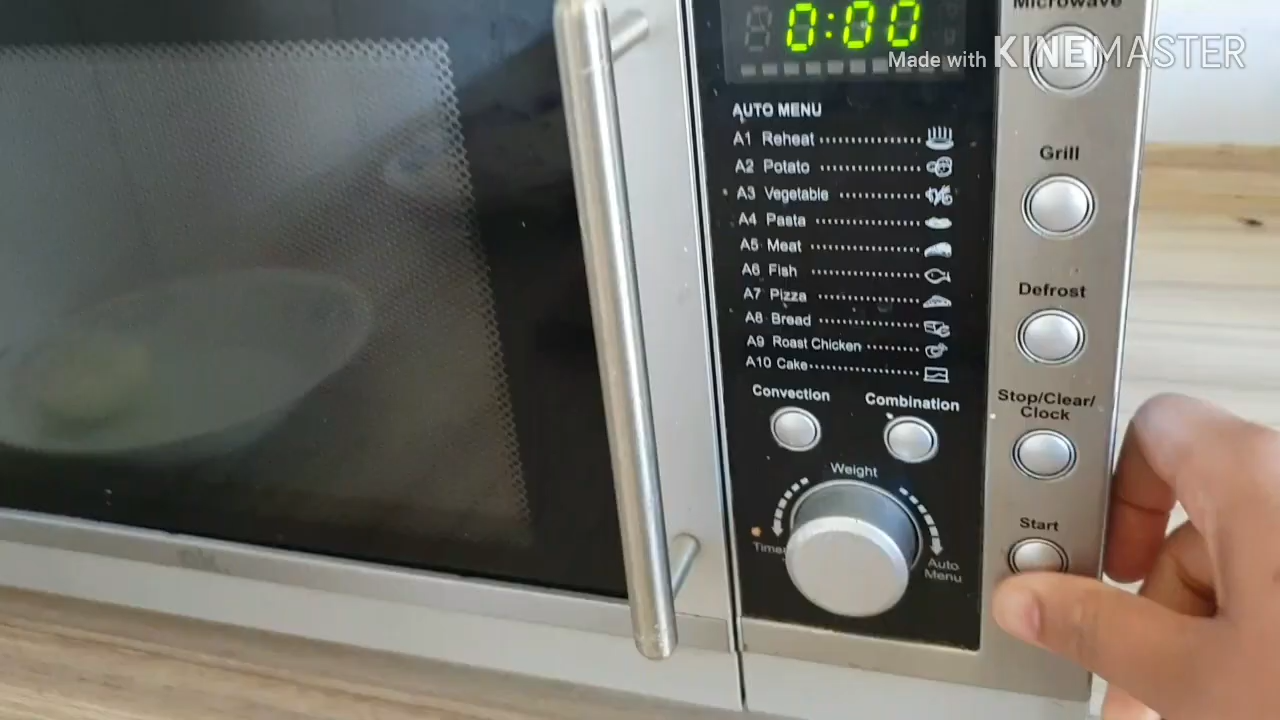 Microwave
0:00
Made with KINEMASTER
AUTO MENU
A1 Reheat
A2 Potato
A3 Vegetable
A4 Pasta
A5 Meat
A6 Fish
A7 Pizza
A8 Bread
A9 Roast Chicken
A10 Cake
Grill
Defrost
Stop/Clear/
Clock
Start
Convection
Combination
Weight
Timer
Auto
Menu